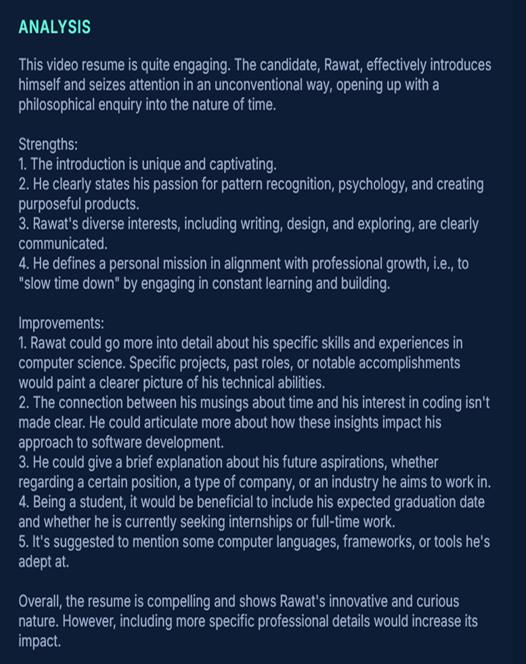 ANALYSIS
This video resume is quite engaging. The candidate, Rawat, effectively introduces
himself and seizes attention in an unconventional way, opening up with a
philosophical enquiry into the nature of time.
Strengths:
1. The introduction is unique and captivating.
2. He clearly states his passion for pattern recognition, psychology, and creating
purposeful products.
3. Rawat's diverse interests, including writing, design, and exploring, are clearly
communicated.
4. He defines a personal mission in alignment with professional growth, i.e., to
"slow time down" by engaging in constant learning and building.
Improvements:
1. Rawat could go more into detail about his specific skills and experiences in
computer science. Specific projects, past roles, or notable accomplishments
would paint a clearer picture of his technical abilities.
2. The connection between his musings about time and his interest in coding isn't
made clear. He could articulate more about how these insights impact his
approach to software development.
3. He could give a brief explanation about his future aspirations, whether
regarding a certain position, a type of company, or an industry he aims to work in.
4. Being a student, it would be beneficial to include his expected graduation date
and whether he is currently seeking internships or full-time work.
5. It's suggested to mention some computer languages, frameworks, or tools he's
adept at.
Overall, the resume is compelling and shows Rawat's innovative and curious
nature. However, including more specific professional details would increase its
impact.